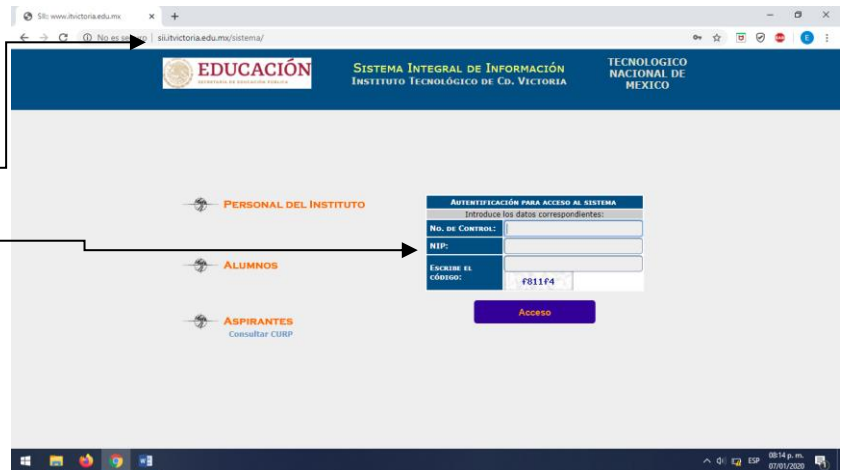 SII: www.itvictoria.edu.mx
No es seguro | sii.itvictoria.edu.mx/sistema/
EDUCACIÓN
SECRETARÍA DE EDUCACIÓN PÚBLICA
SISTEMA INTEGRAL DE INFORMACIÓN
INSTITUTO TECNOLÓGICO DE CD. VICTORIA
TECNOLOGICO
NACIONAL DE
MEXICO
PERSONAL DEL INSTITUTO
ALUMNOS
ASPIRANTES
Consultar CURP
AUTENTIFICACIÓN PARA ACCESO AL SISTEMA
Introduce los datos correspondientes:
NO. DE CONTROL:
NIP:
ESCRIBE EL
CÓDIGO:
f811f4
Acceso
ESP
08:14 p. m.
07/01/2020